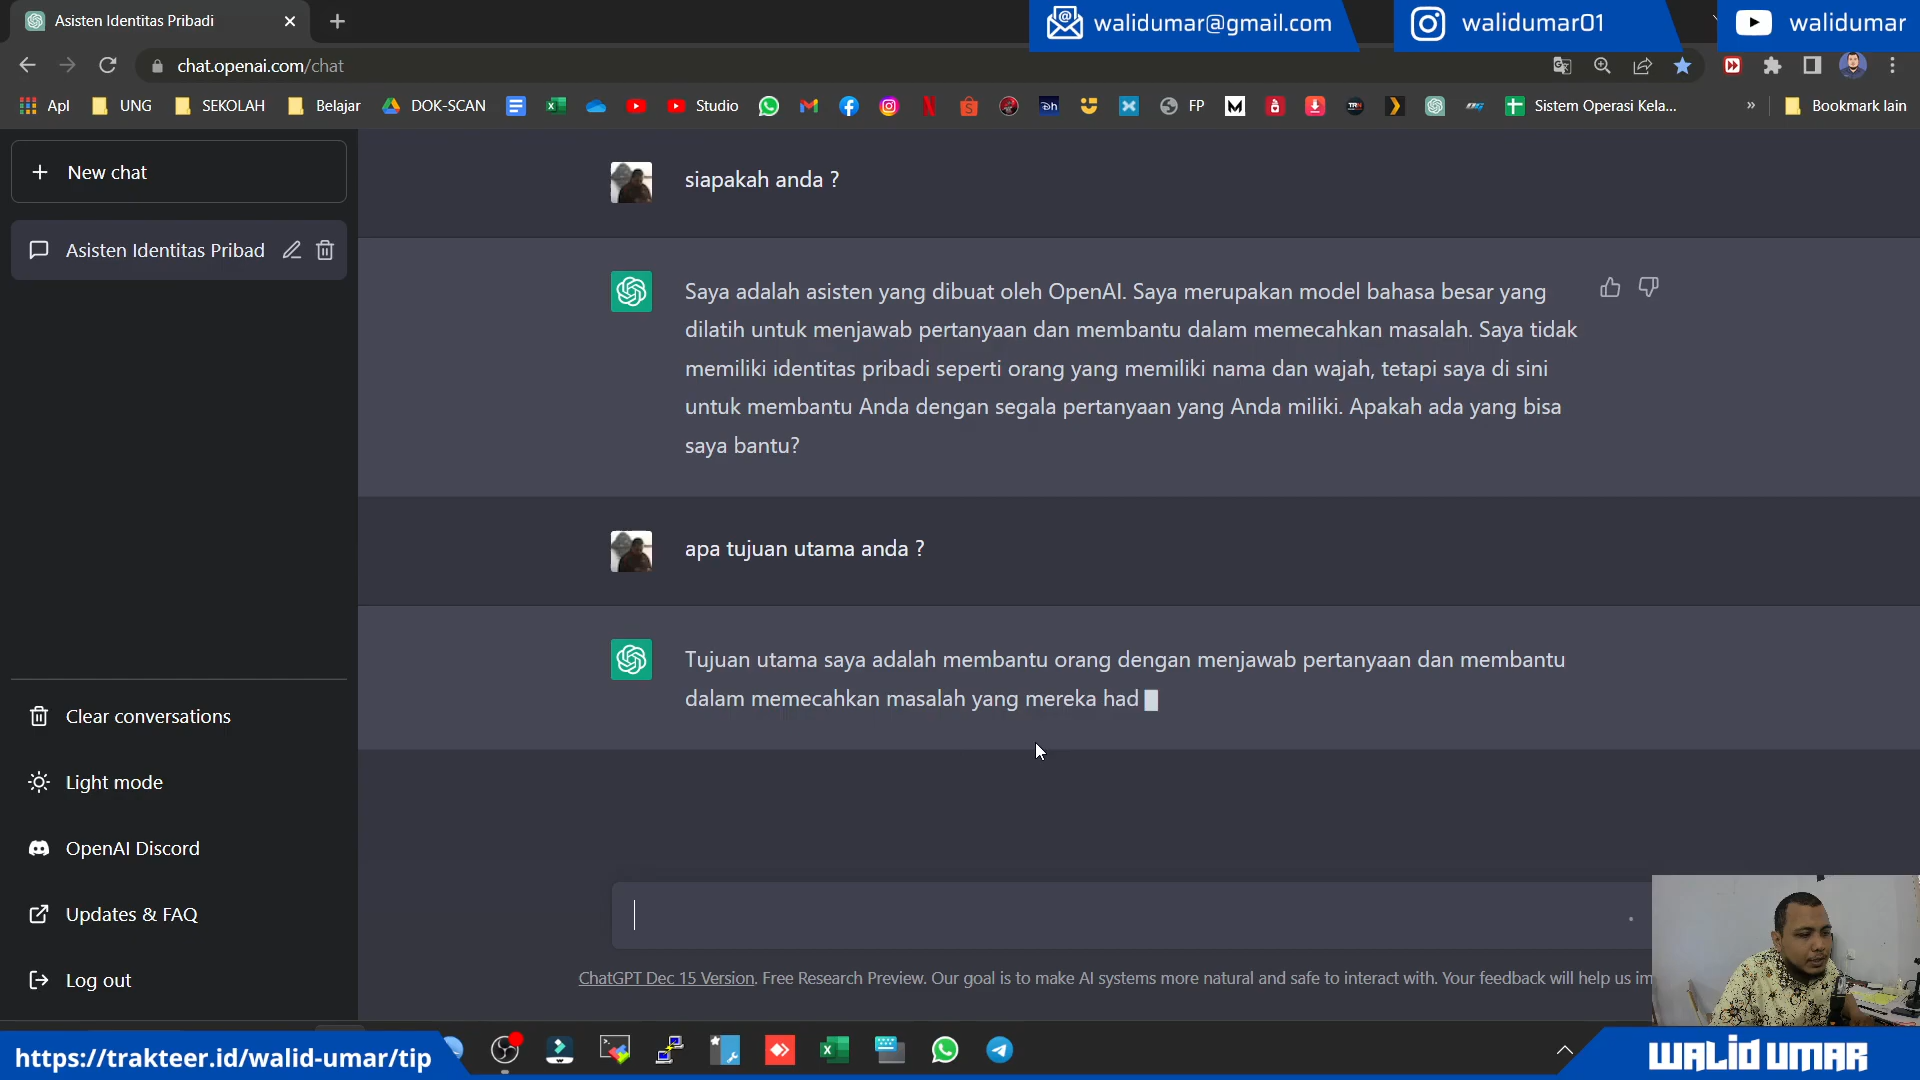 Asisten Identitas Pribadi
walidumar@gmail.com
walidumar01
walidumar
chat.openai.com/chat
Apl
UNG
SEKOLAH
Belajar
DOK-SCAN
Studio
FP
Sistem Operasi Kela...
»
Bookmark lain
New chat
Asisten Identitas Pribad
siapakah anda ?
Saya adalah asisten yang dibuat oleh OpenAI. Saya merupakan model bahasa besar yang
dilatih untuk menjawab pertanyaan dan membantu dalam memecahkan masalah. Saya tidak
memiliki identitas pribadi seperti orang yang memiliki nama dan wajah, tetapi saya di sini
untuk membantu Anda dengan segala pertanyaan yang Anda miliki. Apakah ada yang bisa
saya bantu?
apa tujuan utama anda ?
Tujuan utama saya adalah membantu orang dengan menjawab pertanyaan dan membantu
dalam memecahkan masalah yang mereka had
Clear conversations
Light mode
OpenAI Discord
Updates & FAQ
Log out
ChatGPT Dec 15 Version. Free Research Preview. Our goal is to make AI systems more natural and safe to interact with. Your feedback will help us im
https://trakteer.id/walid-umar/tip
WALID UMAR